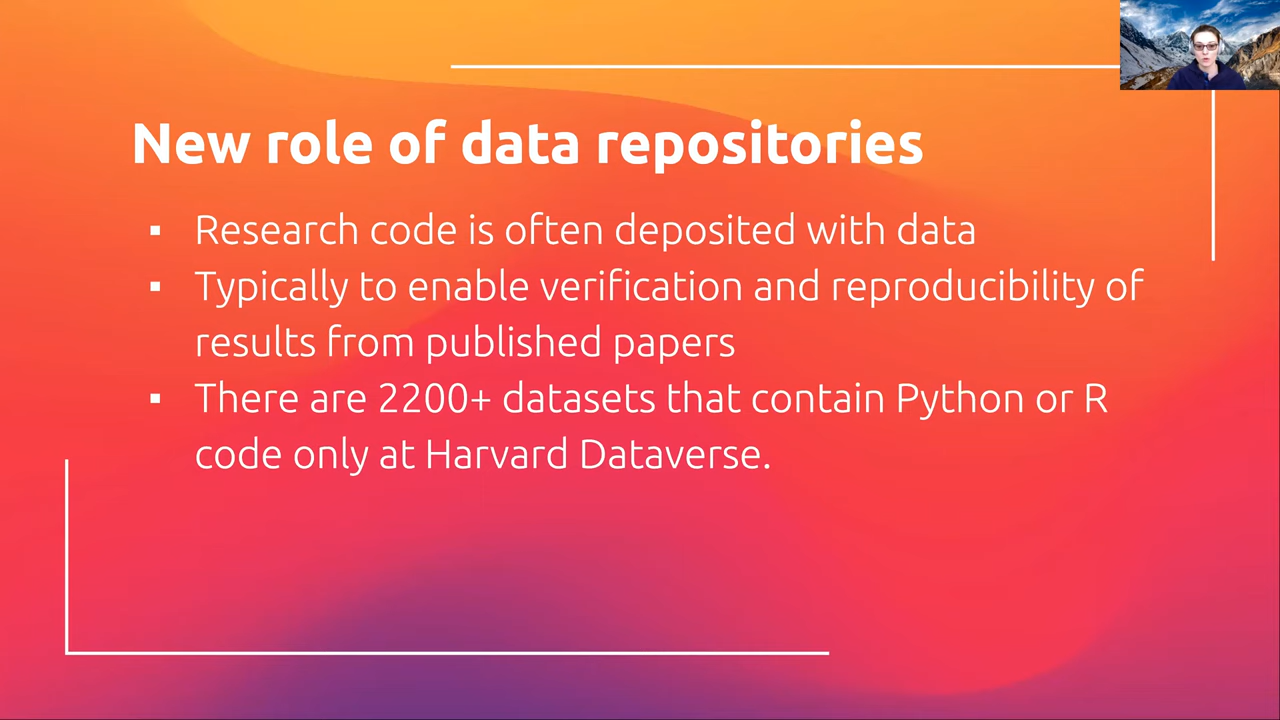 New role of data repositories
▪ Research code is often deposited with data
▪ Typically to enable verification and reproducibility of
results from published papers
▪ There are 2200+ datasets that contain Python or R
code only at Harvard Dataverse.